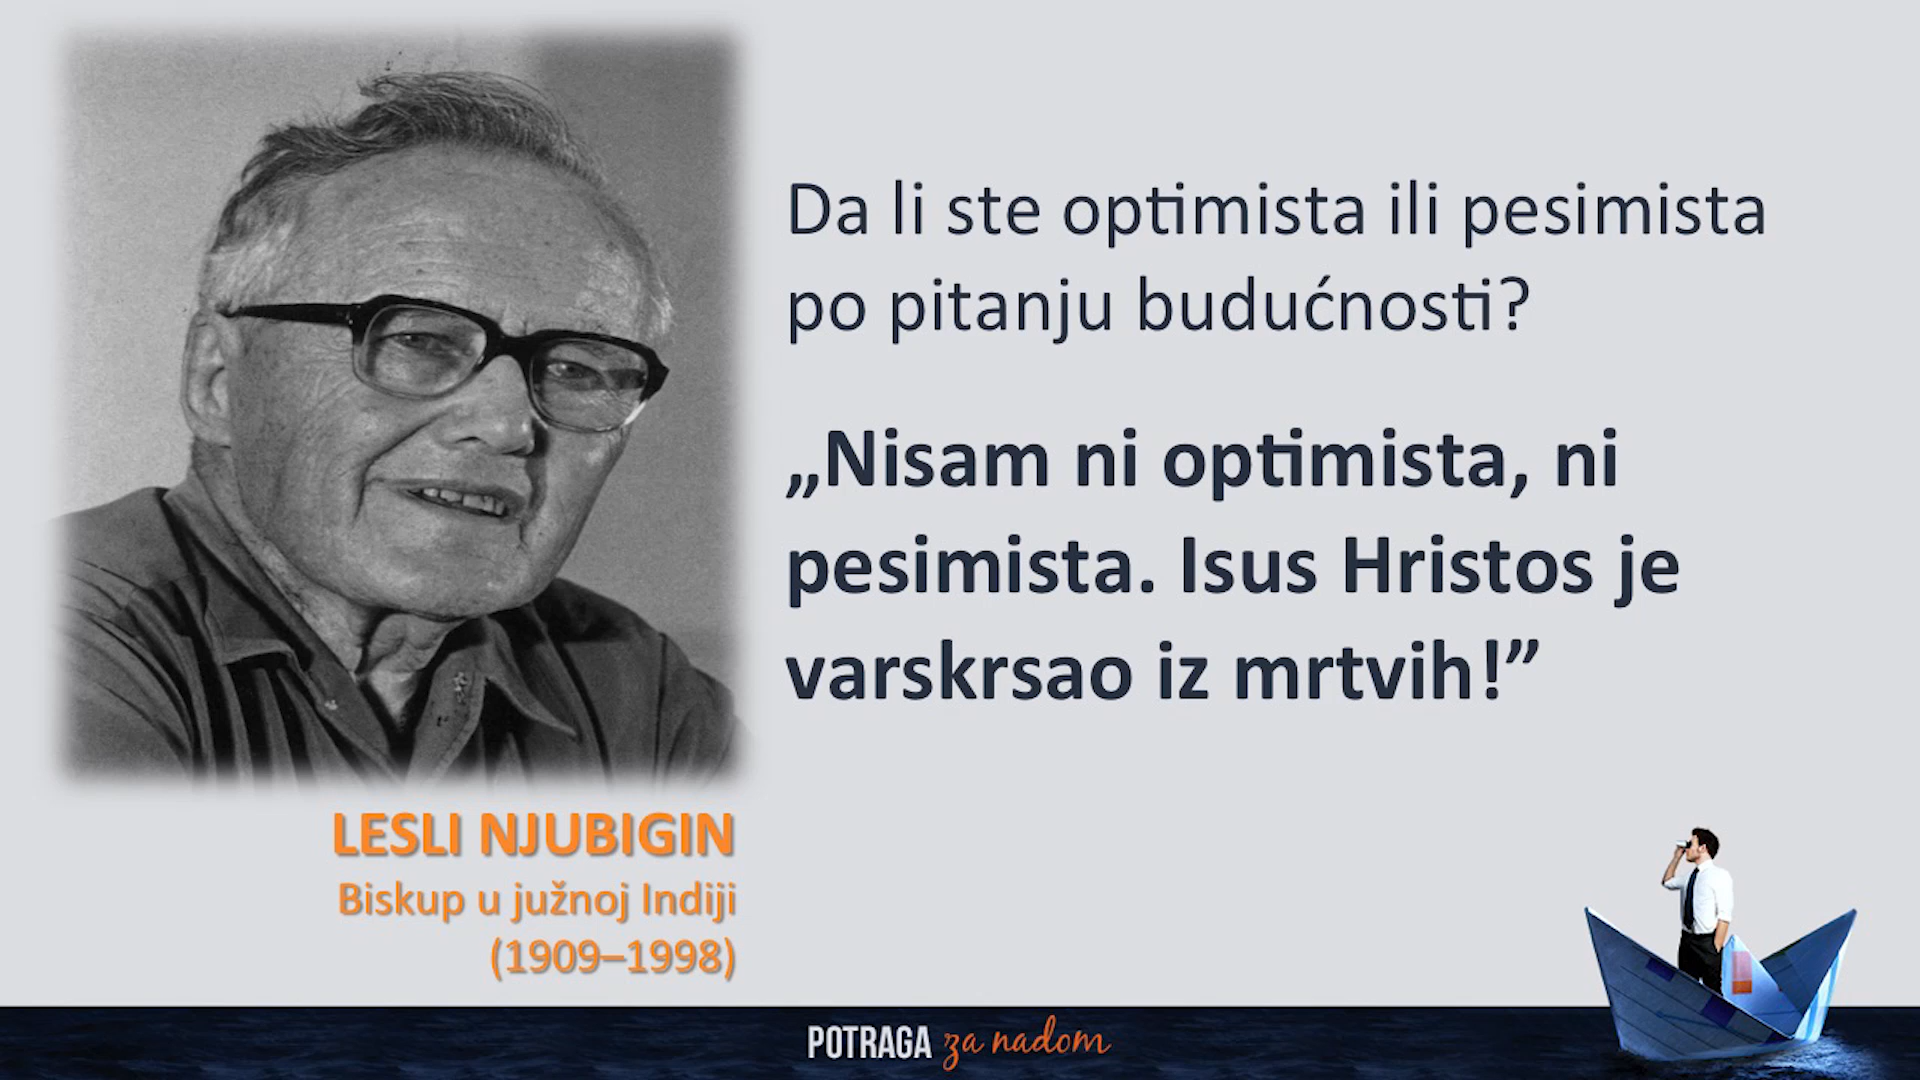 Da li ste optimista ili pesimista
po pitanju budućnosti?
„Nisam ni optimista, ni
pesimista. Isus Hristos je
varskrsao iz mrtvih!”
LESLI NJUBIGIN
Biskup u južnoj Indiji
(1909–1998)
POTRAGA za nadom